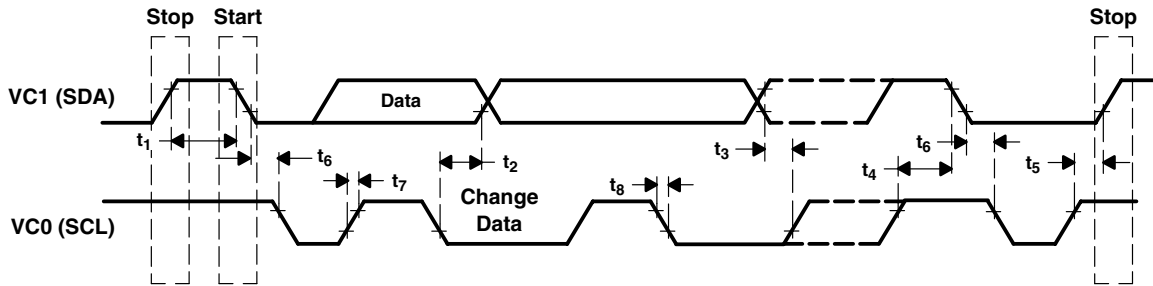 Stop Start Stop
VC1 (SDA)
Data
t1 t6 t2 t3 t6 t5
t7 t8 t4
Change
Data
VC0 (SCL)